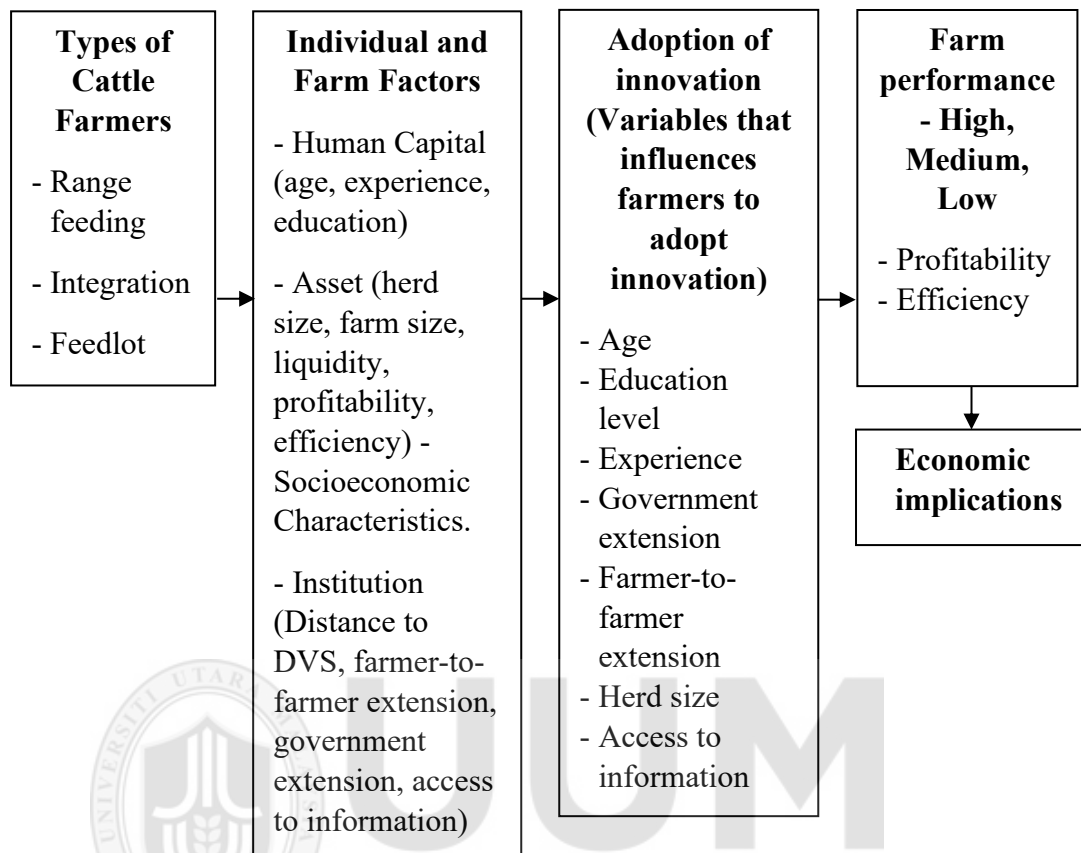 Types of
Cattle
Farmers
- Range
feeding
- Integration
- Feedlot
Individual and
Farm Factors
- Human Capital
(age, experience,
education)
- Asset (herd
size, farm size,
liquidity,
profitability,
efficiency) -
Socioeconomic
Characteristics.
- Institution
(Distance to
DVS, farmer-to-
farmer extension,
government
extension, access
to information)
Adoption of
innovation
(Variables that
influences
farmers to
adopt
innovation)
- Age
- Education
level
- Experience
- Government
extension
- Farmer-to-
farmer
extension
- Herd size
- Access to
information
Farm
performance
- High,
Medium,
Low
- Profitability
- Efficiency
Economic
implications
UUM
UNIVERSITI UTARA